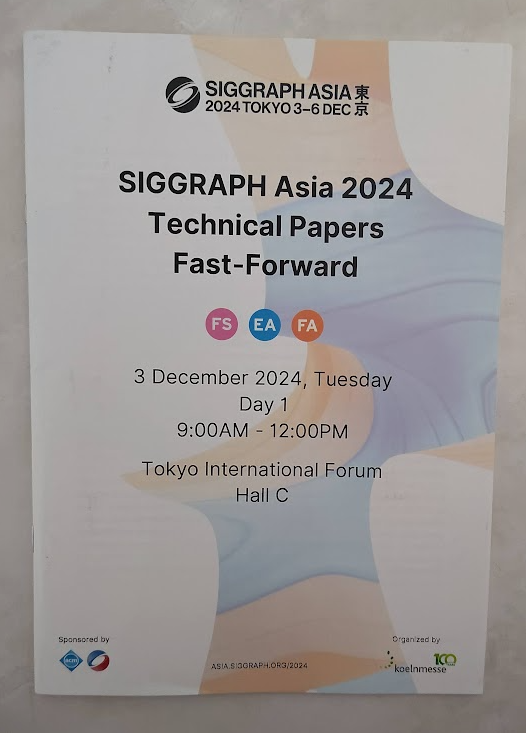 SIGGRAPH ASIA 東京
2024 TOKYO 3–6 DEC
SIGGRAPH Asia 2024
Technical Papers
Fast-Forward
FS EA FA
3 December 2024, Tuesday
Day 1
9:00AM - 12:00PM
Tokyo International Forum
Hall C
Sponsored by
acm
ASIA.SIGGRAPH.ORG/2024
Organized by
koelnmesse
100